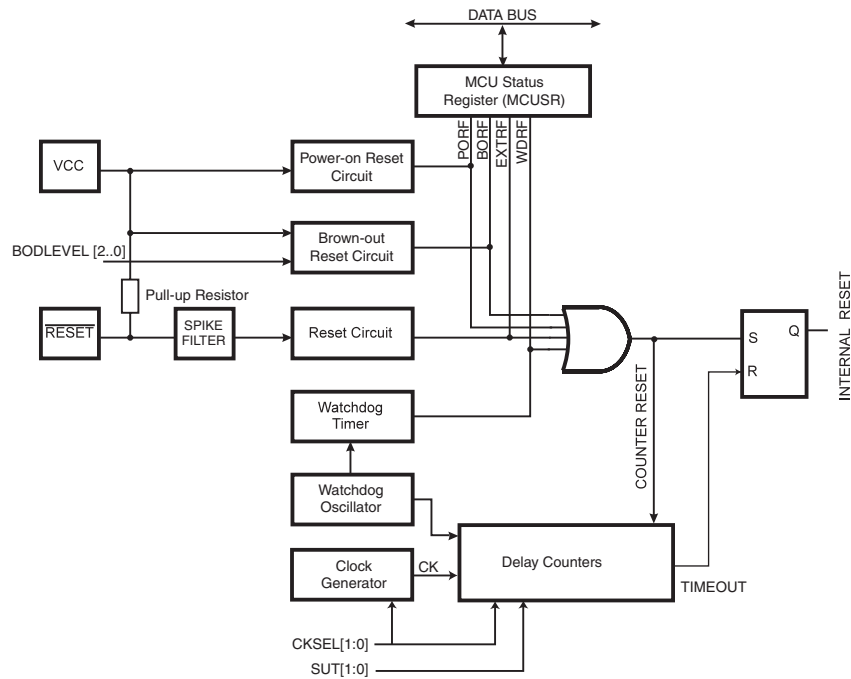 DATA BUS
MCU Status
Register (MCUSR)
PORF
BORF
EXTRF
WDRF
VCC
Power-on Reset
Circuit
BODLEVEL [2..0]
Brown-out
Reset Circuit
Pull-up Resistor
RESET
SPIKE
FILTER
Reset Circuit
S
Q
R
INTERNAL RESET
COUNTER RESET
Watchdog
Timer
Watchdog
Oscillator
Clock
Generator
CK
Delay Counters
TIMEOUT
CKSEL[1:0]
SUT[1:0]